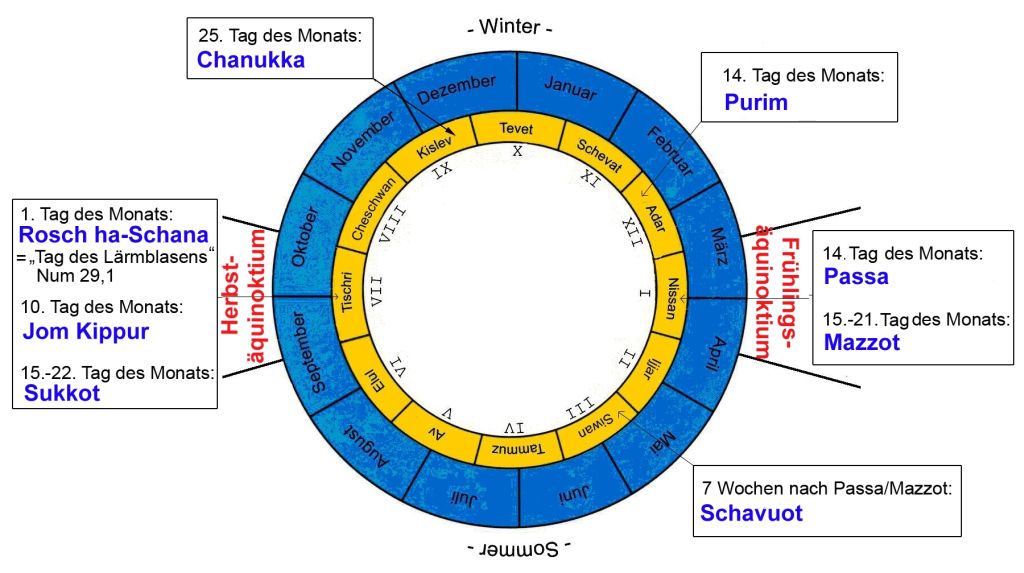 - Winter -
25. Tag des Monats:
Chanukka
14. Tag des Monats:
Purim
1. Tag des Monats:
Rosch ha-Schana
=„Tag des Lärmblasens“
Num 29,1
10. Tag des Monats:
Jom Kippur
15.-22. Tag des Monats:
Sukkot
Herbst-
äquinoktium
Frühlings-
äquinoktium
14. Tag des Monats:
Passa
15.-21. Tag des Monats:
Mazzot
7 Wochen nach Passa/Mazzot:
Schavuot
- Sommer -
Januar
Februar
März
April
Mai
Juni
Juli
August
September
Oktober
November
Dezember
Tevet
Schevat
Adar
Nissan
Ijjar
Siwan
Tammuz
Av
Elul
Tischri
Cheschwan
Kislev
X
IX
XII
I
II
III
IV
V
VI
VII
VIII
XI